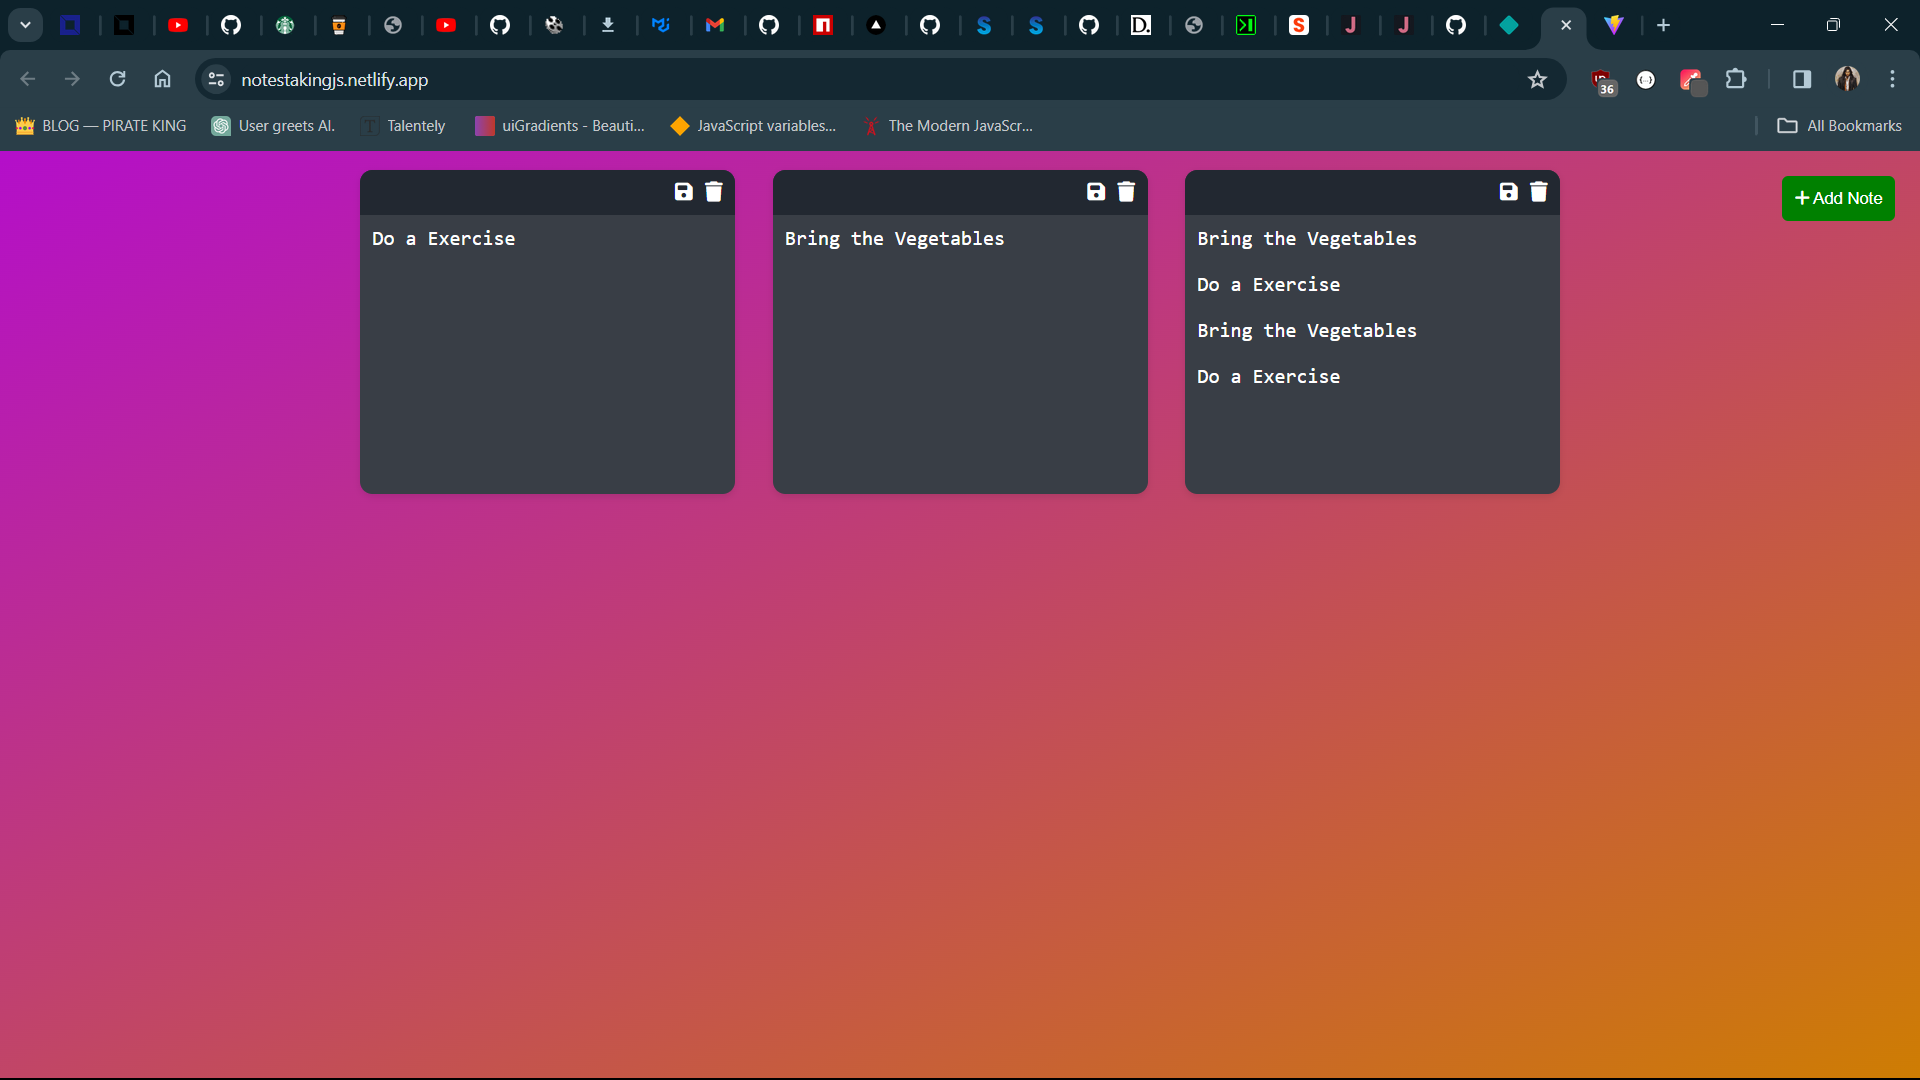 notestakingjs.netlify.app
36
BLOG — PIRATE KING
User greets AI.
Talentely
uiGradients - Beauti...
JavaScript variables...
The Modern JavaScr...
All Bookmarks
Do a Exercise
Bring the Vegetables
Bring the Vegetables
Do a Exercise
Bring the Vegetables
Do a Exercise
Add Note